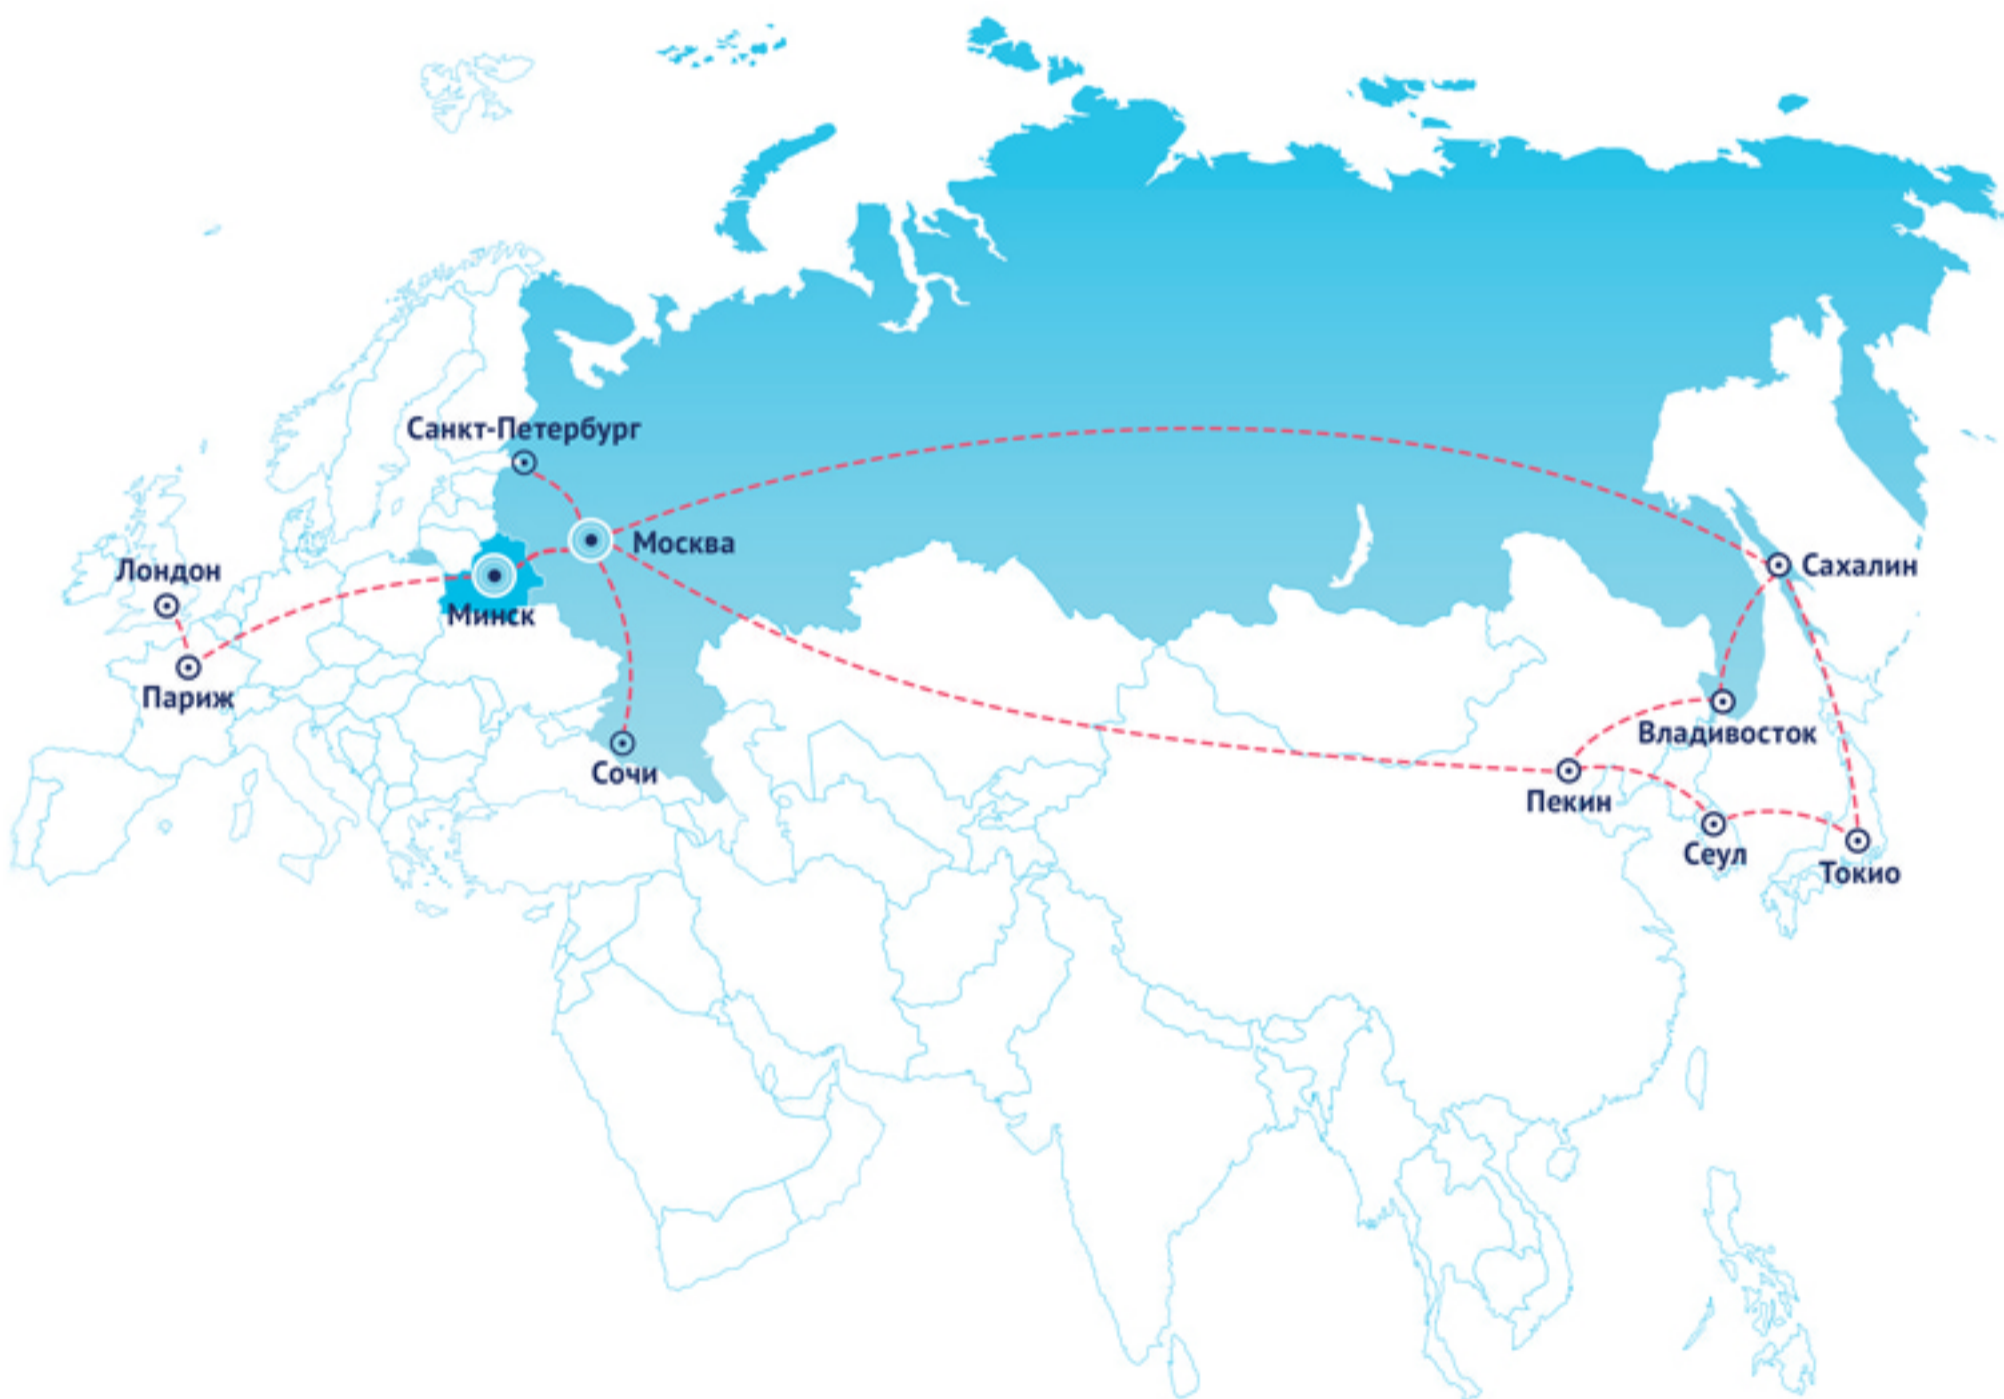 Санкт-Петербург
Москва
Лондон
Сахалин
Минск
Париж
Владивосток
Сочи
Пекин
Сеул
Токио